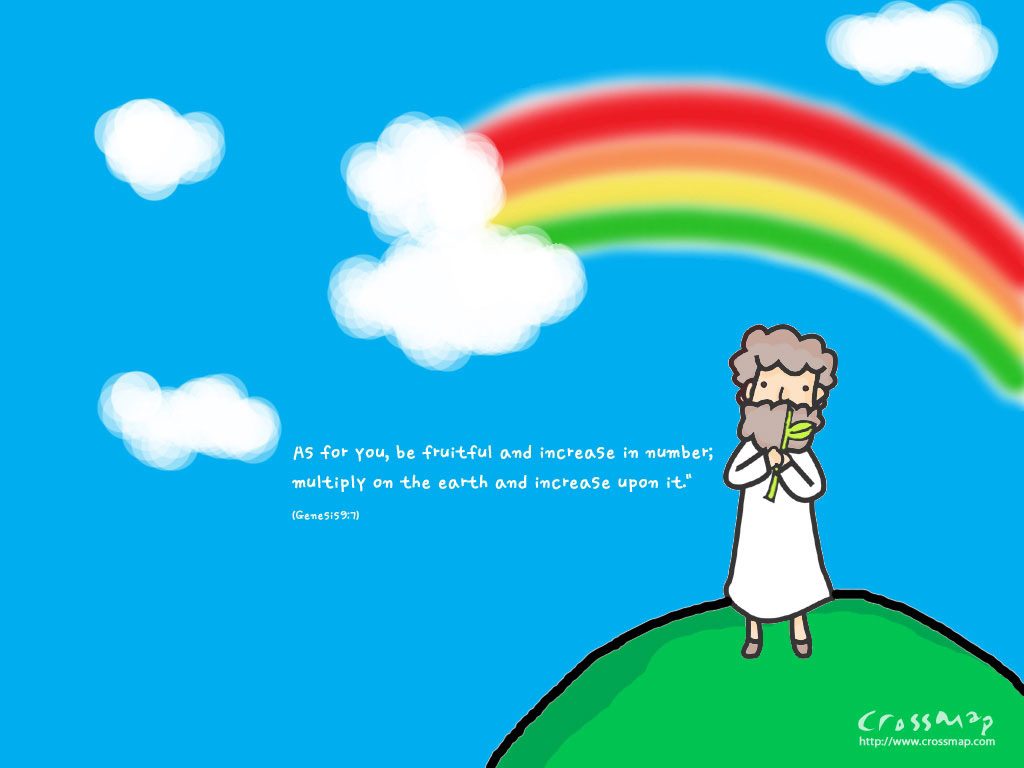 As for you, be fruitful and increase in number;
multiply on the earth and increase upon it."
(Genesis9:7)
crossmap
http://www.crossmap.com